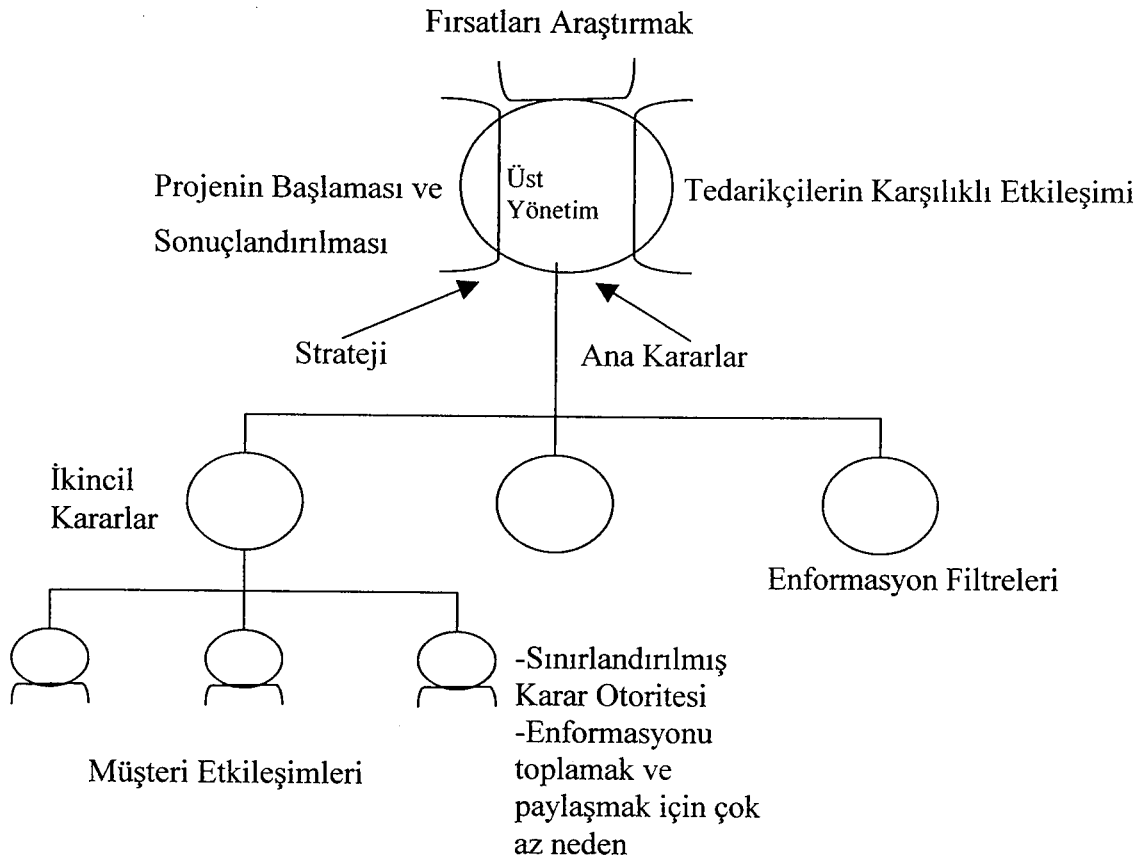 Fırsatları Araştırmak
Projenin Başlaması ve
Sonuçlandırılması
Üst
Yönetim
Tedarikçilerin Karşılıklı Etkileşimi
Strateji
Ana Kararlar
İkincil
Kararlar
Enformasyon Filtreleri
Müşteri Etkileşimleri
-Sınırlandırılmış
Karar Otoritesi
-Enformasyonu
toplamak ve
paylaşmak için çok
az neden